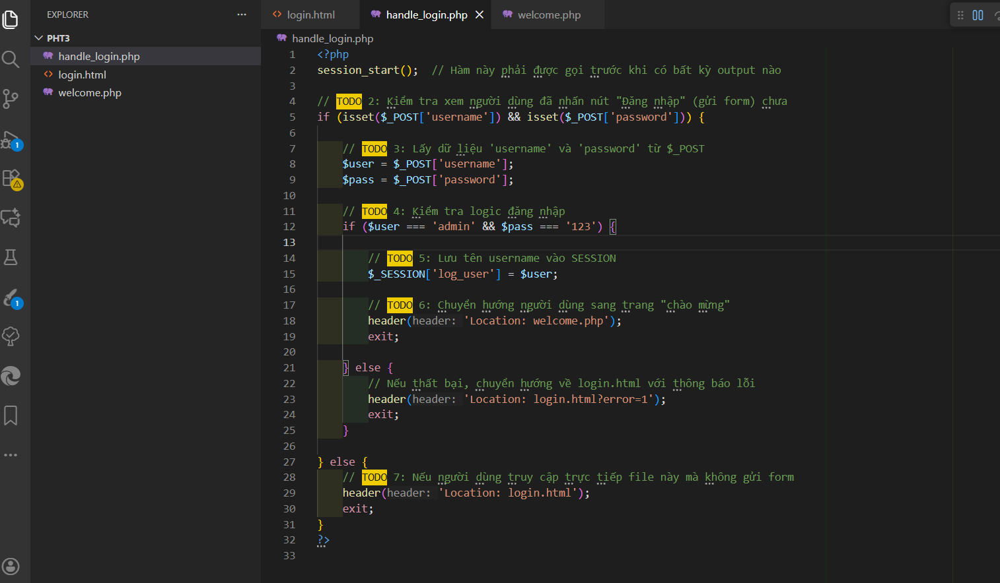 EXPLORER
PHT3
handle_login.php
login.html
welcome.php
login.html
handle_login.php
welcome.php
handle_login.php
1 <?php
2 session_start();  // Hàm này phải được gọi trước khi có bất kỳ output nào
3
4 // TODO 2: Kiểm tra xem người dùng đã nhấn nút "Đăng nhập" (gửi form) chưa
5 if (isset($_POST['username']) && isset($_POST['password'])) {
6
7     // TODO 3: Lấy dữ liệu 'username' và 'password' từ $_POST
8     $user = $_POST['username'];
9     $pass = $_POST['password'];
10
11     // TODO 4: Kiểm tra logic đăng nhập
12     if ($user === 'admin' && $pass === '123') {
13
14         // TODO 5: Lưu tên username vào SESSION
15         $_SESSION['log_user'] = $user;
16
17         // TODO 6: Chuyển hướng người dùng sang trang "chào mừng"
18         header(header: 'Location: welcome.php');
19         exit;
20
21     } else {
22         // Nếu thất bại, chuyển hướng về login.html với thông báo lỗi
23         header(header: 'Location: login.html?error=1');
24         exit;
25     }
26
27 } else {
28     // TODO 7: Nếu người dùng truy cập trực tiếp file này mà không gửi form
29     header(header: 'Location: login.html');
30     exit;
31 }
32 ?>
33
1
1